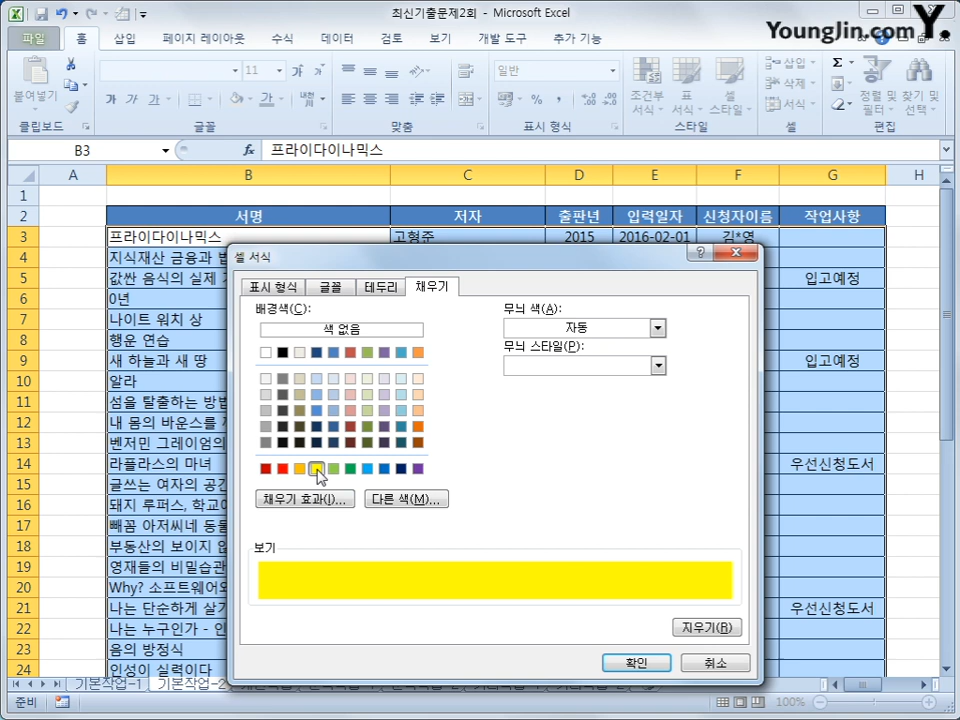 최신기출문제2회 - Microsoft Excel
Younglin.com Y.
파일 홈 삽입 페이지 레이아웃 수식 데이터 검토 보기 개발 도구 추가 기능
붙여넣기
11
가 가 가
일반
조건부 서식
표 서식
셀 스타일
삽입
삭제
서식
정렬 및 필터
찾기 및 선택
클립보드 글꼴 맞춤 표시 형식 스타일 셀 편집
B3 fx 프라이다이나믹스
A B C D E F G H
1
2 서명 저자 출판년 입력일자 신청자이름 작업사항
3 프라이다이나믹스 고형준 2015 2016-02-01 김*영
4 지식재산 금융과
5 값싼 음식의 실제 입고예정
6 0년
7 나이트 워치 상
8 행운 연습
9 새 하늘과 새 땅 입고예정
10 알라
11 섬을 탈출하는 방법
12 내 몸의 바운스를
13 벤저민 그레이엄의
14 라플라스의 마녀 우선신청도서
15 글쓰는 여자의 공간
16 돼지 루퍼스, 학교
17 빼꼼 아저씨네 동물
18 부동산의 보이지
19 영재들의 비밀습관
20 Why? 소프트웨어와
21 나는 단순하게 살기 우선신청도서
22 나는 누구인가 - 인
23 음의 방정식
24 인성이 실력이다
셀 서식
표시 형식 글꼴 테두리 채우기
배경색(C):
색 없음
무늬 색(A):
자동
무늬 스타일(P):
채우기 효과(I)... 다른 색(M)...
보기
지우기(R)
확인 취소
기본작업-1 기본작업-2
준비 100%